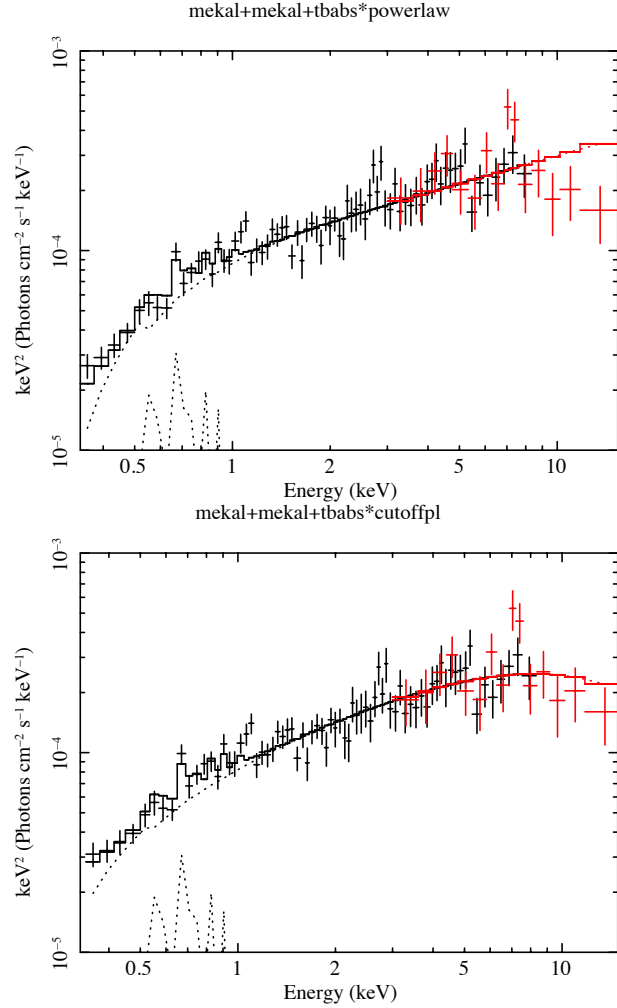 mekal+mekal+tbabs*powerlaw
10⁻³
10⁻⁴
10⁻⁵
keV² (Photons cm⁻² s⁻¹ keV⁻¹)
0.5 1 2 5 10
Energy (keV)
mekal+mekal+tbabs*cutoffpl
10⁻³
10⁻⁴
10⁻⁵
keV² (Photons cm⁻² s⁻¹ keV⁻¹)
0.5 1 2 5 10
Energy (keV)